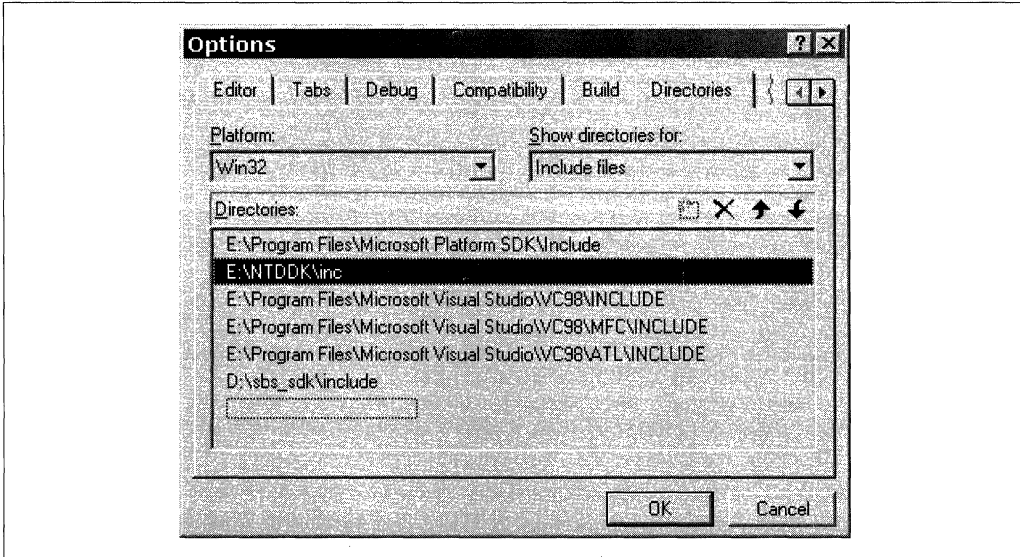 Options
Editor Tabs Debug Compatibility Build Directories
Platform: Show directories for:
Win32 Include files
Directories:
E:\Program Files\Microsoft Platform SDK\Include
E:\NTDDK\inc
E:\Program Files\Microsoft Visual Studio\VC98\INCLUDE
E:\Program Files\Microsoft Visual Studio\VC98\MFC\INCLUDE
E:\Program Files\Microsoft Visual Studio\VC98\ATL\INCLUDE
D:\sbs_sdk\include
OK Cancel